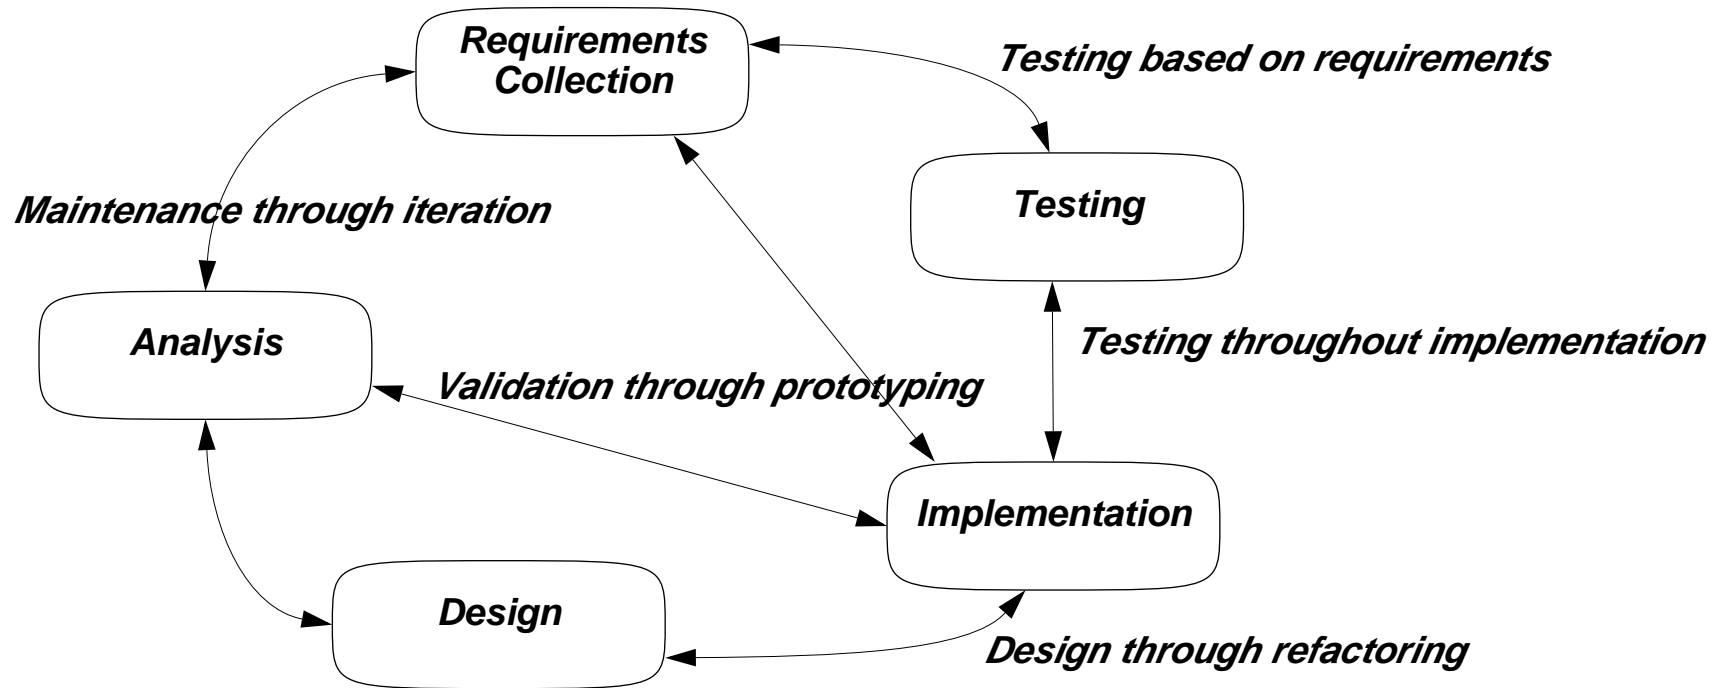 Requirements
Collection
Testing based on requirements
Testing
Maintenance through iteration
Analysis
Testing throughout implementation
Validation through prototyping
Implementation
Design
Design through refactoring